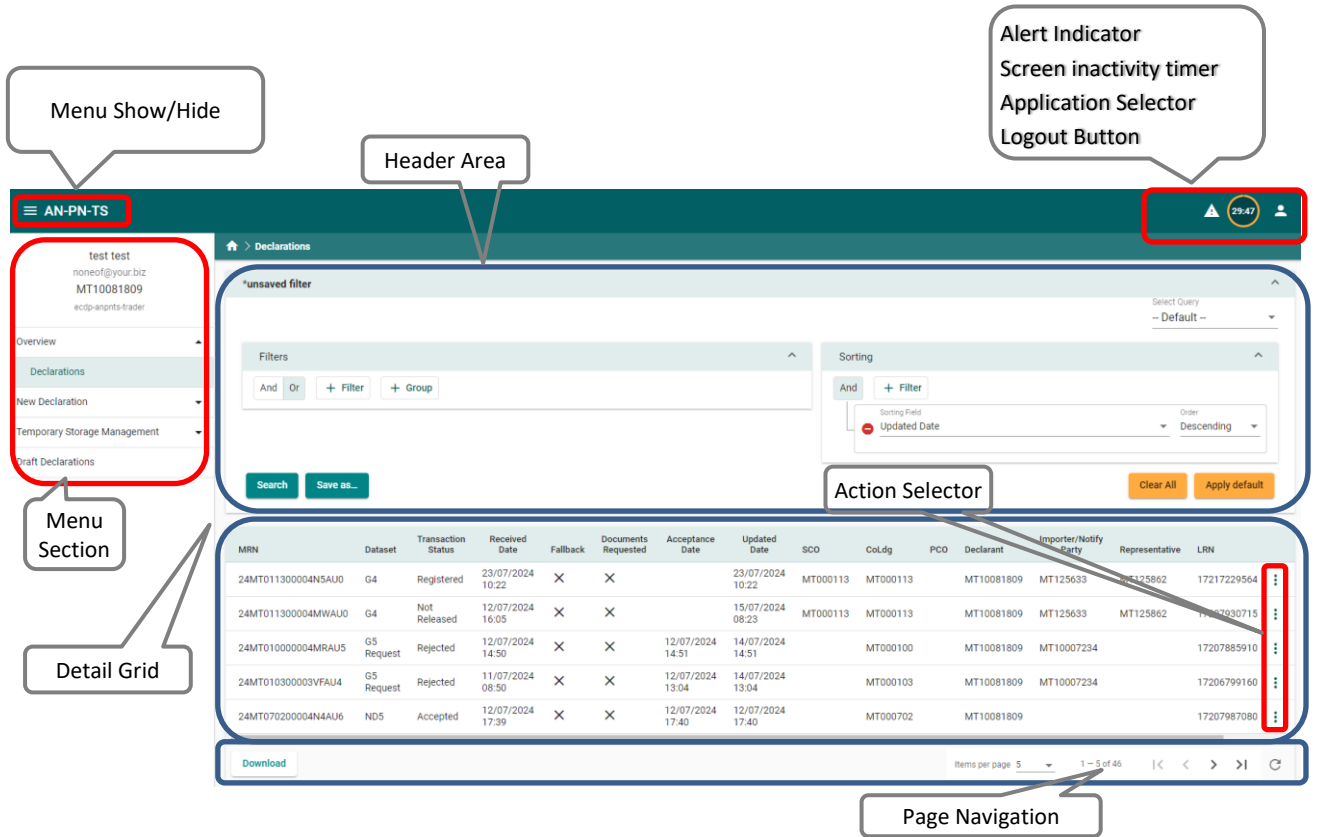 Alert Indicator
Screen inactivity timer
Application Selector
Logout Button
Menu Show/Hide
Header Area
AN-PN-TS
29:47
test test
noneof@your.biz
MT10081809
ecdp-anpnts-trader
Overview
Declarations
New Declaration
Temporary Storage Management
Draft Declarations
Menu
Section
Detail Grid
> Declarations
*unsaved filter
Select Query
-- Default --
Filters
And Or + Filter + Group
Sorting
And + Filter
Sorting Field
Updated Date
Order
Descending
Search Save as...
Action Selector
Clear All Apply default
MRN Dataset Transaction Status Received Date Fallback Documents Requested Acceptance Date Updated Date SCO CoLdg PCO Declarant Importer/Notify Party Representative LRN
24MT011300004N5AU0 G4 Registered 23/07/2024 10:22 23/07/2024 10:22 MT000113 MT000113 MT10081809 MT125633 MT125862 17217229564
24MT011300004MWAU0 G4 Not Released 12/07/2024 16:05 15/07/2024 08:23 MT000113 MT000113 MT10081809 MT125633 MT125862
24MT010000004MRAU5 G5 Request Rejected 12/07/2024 14:50 12/07/2024 14:51 14/07/2024 14:51 MT000100 MT10081809 MT10007234 17207885910
24MT010300003VFAU4 G5 Request Rejected 11/07/2024 08:50 12/07/2024 13:04 14/07/2024 13:04 MT000103 MT10081809 MT10007234 17206799160
24MT070200004N4AU6 ND5 Accepted 12/07/2024 17:39 12/07/2024 17:40 12/07/2024 17:40 MT000702 MT10081809 17207987080
Download
Items per page 5 1 – 5 of 46
Page Navigation